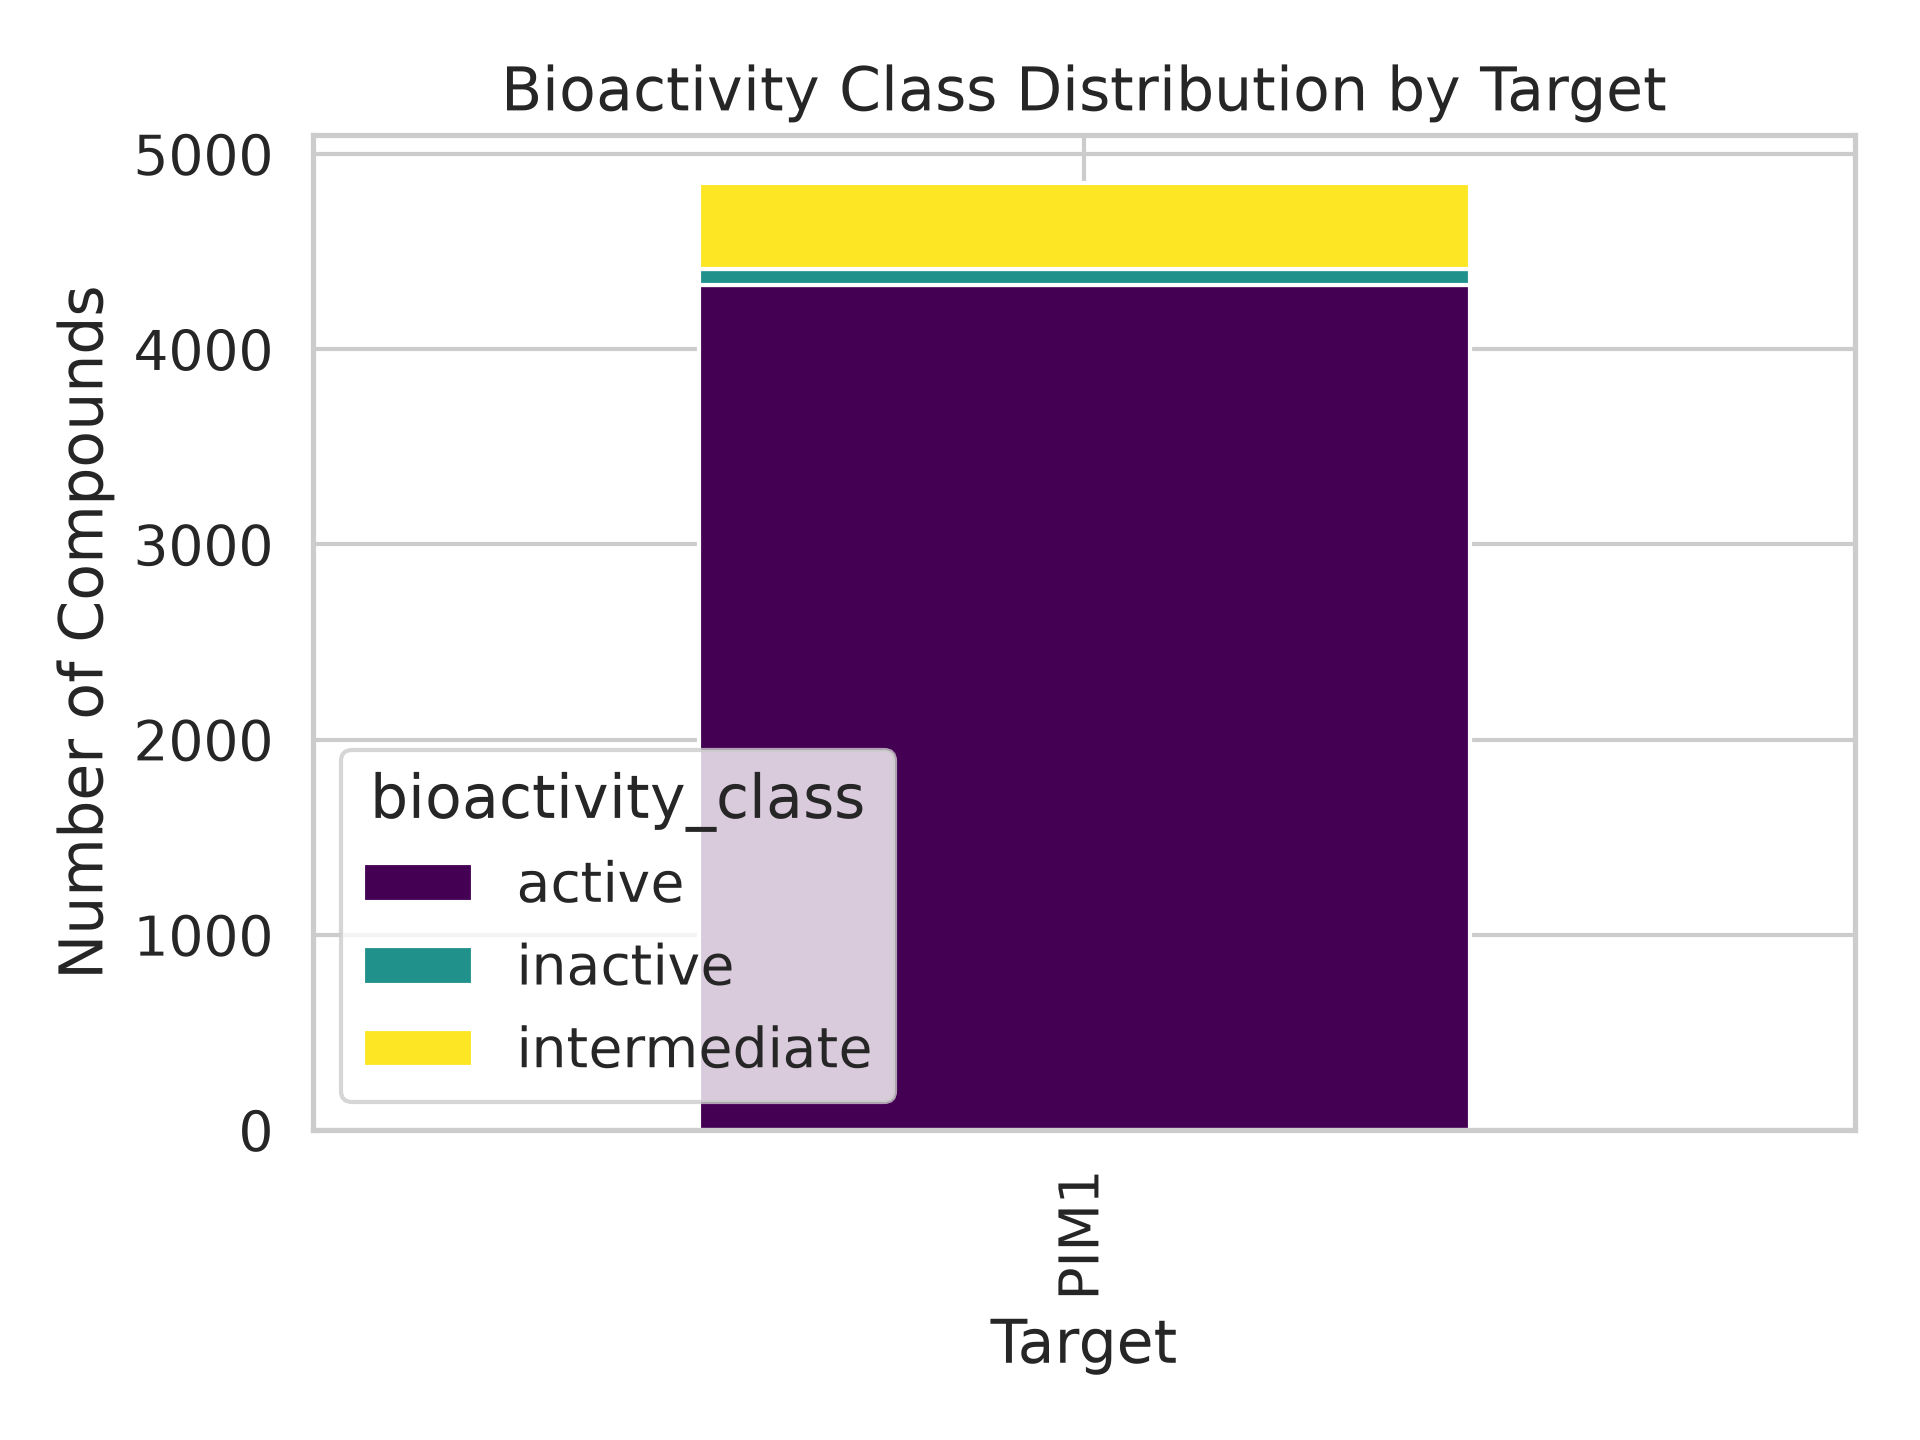 Bioactivity Class Distribution by Target
Number of Compounds
5000
4000
3000
2000
1000
0
bioactivity_class
active
inactive
intermediate
PIM1
Target